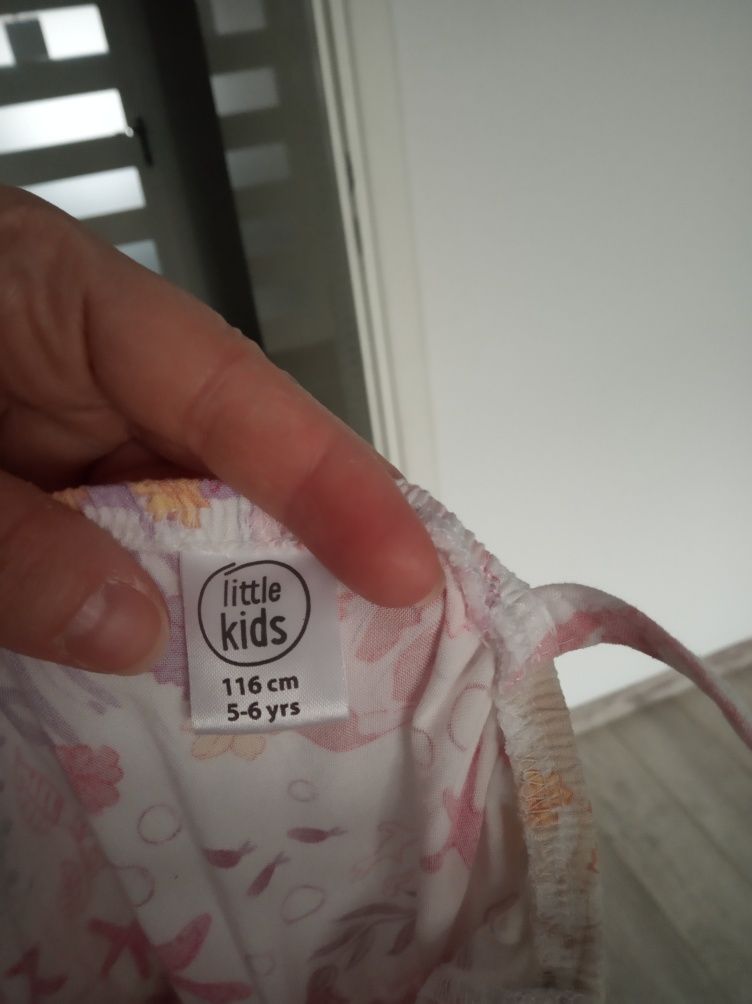 little
kids
116 cm
5-6 yrs